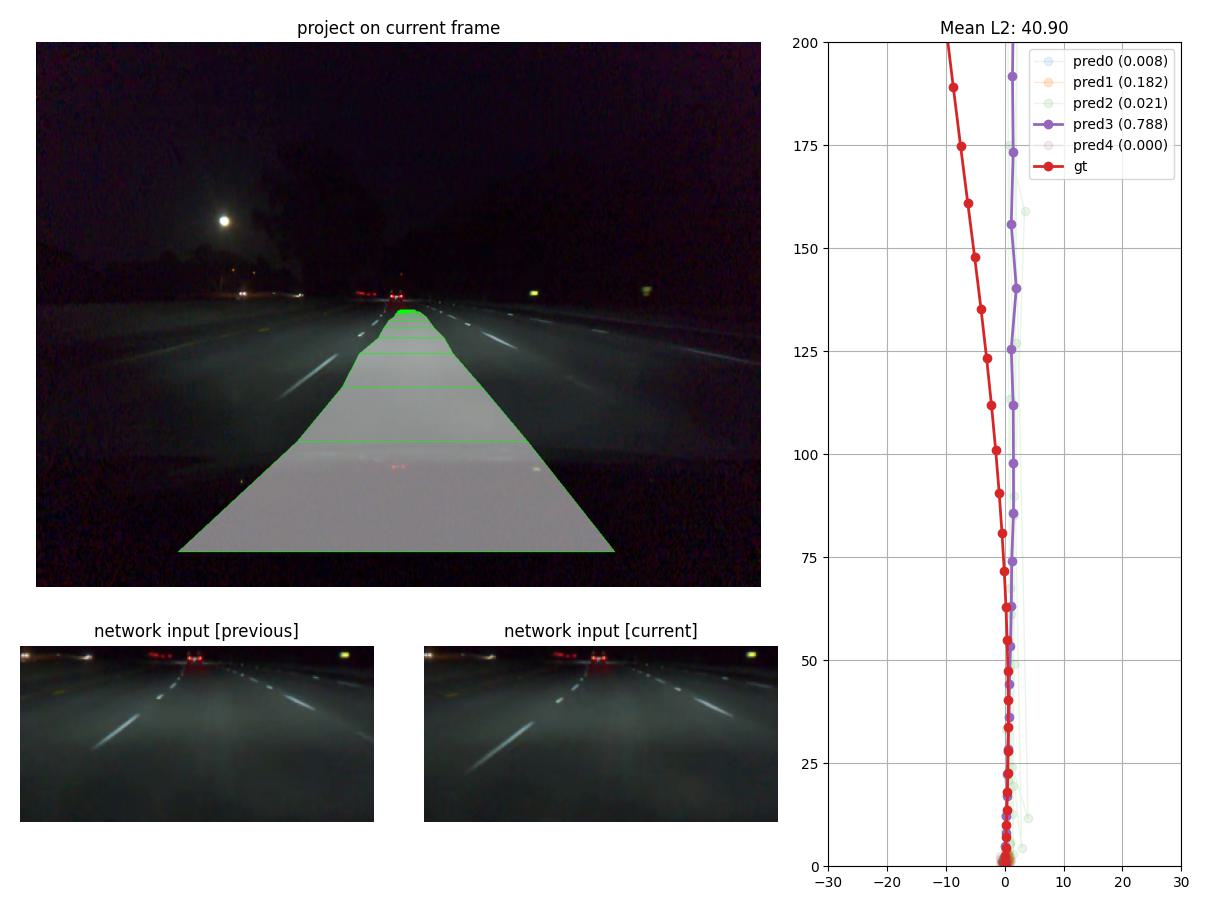 project on current frame
Mean L2: 40.90
200
175
150
125
100
75
50
25
0
−30
−20
−10
0
10
20
30
pred0 (0.008)
pred1 (0.182)
pred2 (0.021)
pred3 (0.788)
pred4 (0.000)
gt
network input [previous]
network input [current]